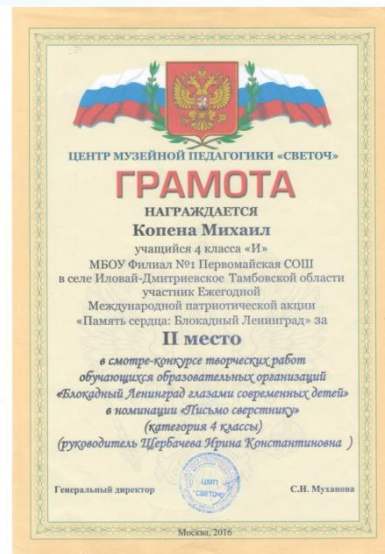 ЦЕНТР МУЗЕЙНОЙ ПЕДАГОГИКИ «СВЕТОЧ»
ГРАМОТА
НАГРАЖДАЕТСЯ
Копена Михаил
учащийся 4 класса «И»
МБОУ Филиал №1 Первомайская СОШ
в селе Иловай-Дмитриевское Тамбовской области
участник Ежегодной
Международной патриотической акции
«Память сердца: Блокадный Ленинград» за
II место
в смотре-конкурсе творческих работ
обучающихся образовательных организаций
«Блокадный Ленинград глазами современных детей»
в номинации «Письмо сверстнику»
(категория 4 классы)
(руководитель Щербачева Ирина Константиновна )
ЦМП
"СВЕТОЧ"
Генеральный директор С.И. Муханова
Москва, 2016